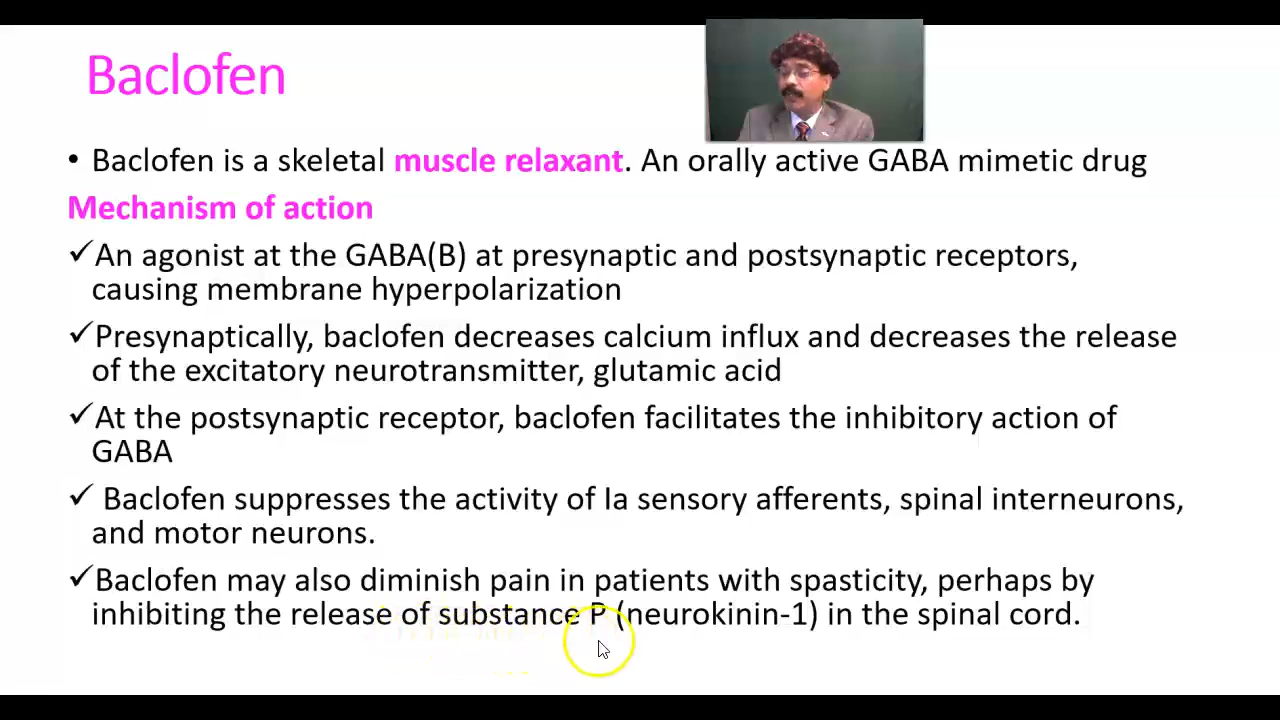 Baclofen
• Baclofen is a skeletal muscle relaxant. An orally active GABA mimetic drug
Mechanism of action
✓An agonist at the GABA(B) at presynaptic and postsynaptic receptors,
causing membrane hyperpolarization
✓Presynaptically, baclofen decreases calcium influx and decreases the release
of the excitatory neurotransmitter, glutamic acid
✓At the postsynaptic receptor, baclofen facilitates the inhibitory action of
GABA
✓ Baclofen suppresses the activity of Ia sensory afferents, spinal interneurons,
and motor neurons.
✓Baclofen may also diminish pain in patients with spasticity, perhaps by
inhibiting the release of substance P (neurokinin-1) in the spinal cord.